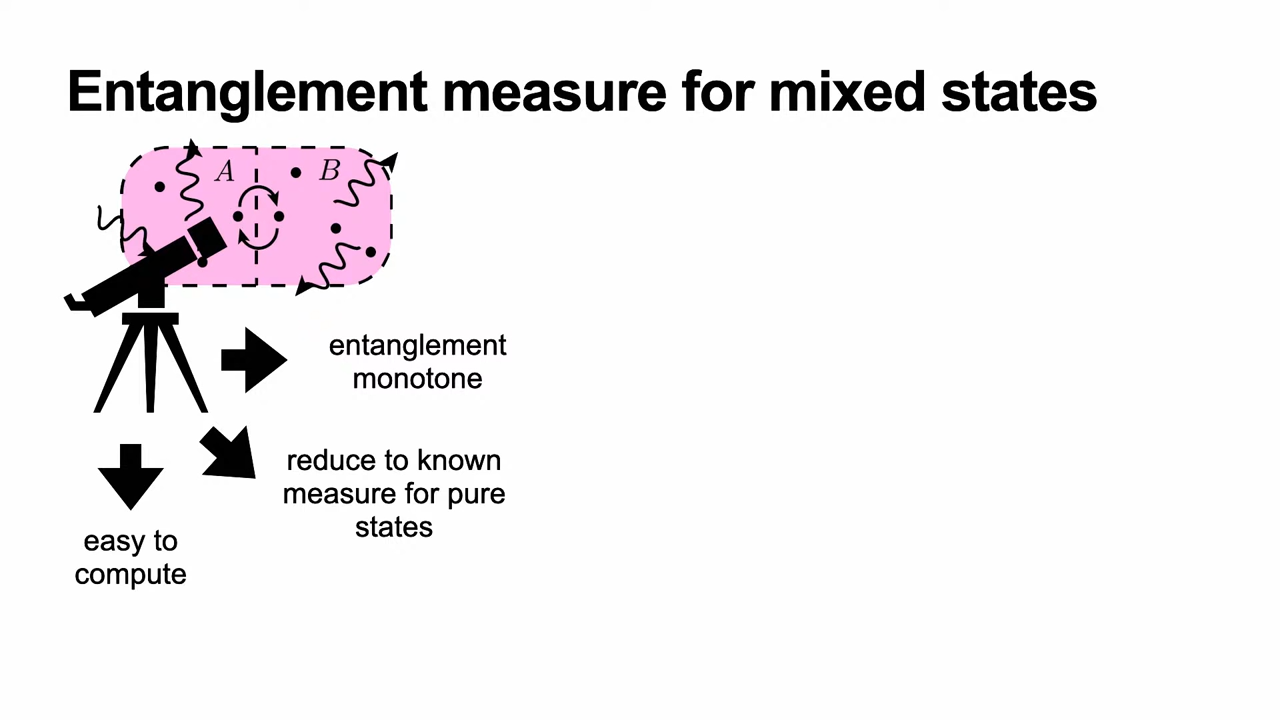 Entanglement measure for mixed states
A
B
entanglement
monotone
reduce to known
measure for pure
states
easy to
compute